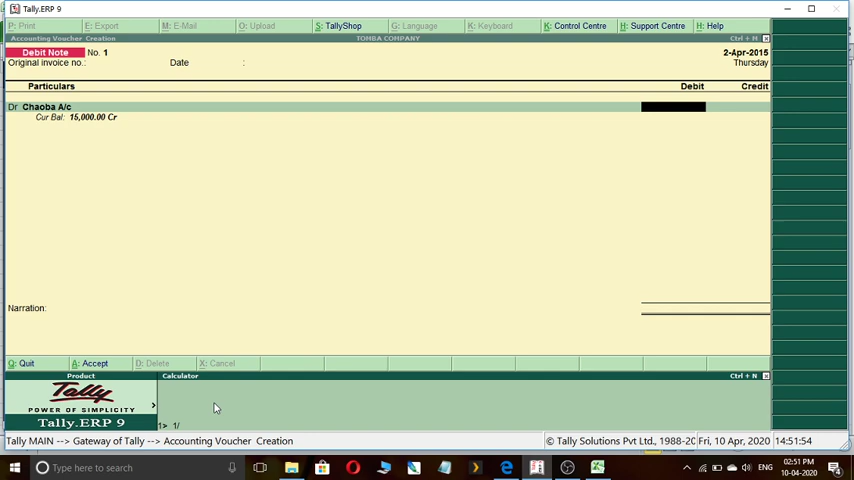 Tally.ERP 9
P: Print E: Export M: E-Mail O: Upload S: TallyShop G: Language K: Keyboard K: Control Centre H: Support Centre H: Help
Accounting Voucher Creation TOMBA COMPANY Ctrl + M
Debit Note No. 1 2-Apr-2015
Original invoice no.: Date : Thursday
Particulars Debit Credit
Dr Chaoba A/c
Cur Bal: 15,000.00 Cr
Narration:
Q: Quit A: Accept D: Delete X: Cancel
Product Calculator Ctrl + N
Tally
POWER OF SIMPLICITY
Tally.ERP 9
1> 1/
Tally MAIN --> Gateway of Tally --> Accounting Voucher Creation © Tally Solutions Pvt Ltd., 1988-20 Fri, 10 Apr, 2020 14:51:54
Type here to search ENG 02:51 PM
10-04-2020
4